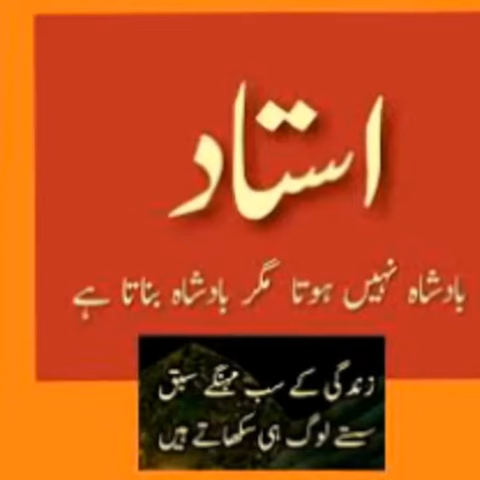 استاد
بادشاہ نہیں ہوتا مگر بادشاہ بناتا ہے
زندگی کے سب مہنگے سبق
سستے لوگ ہی سکھاتے ہیں